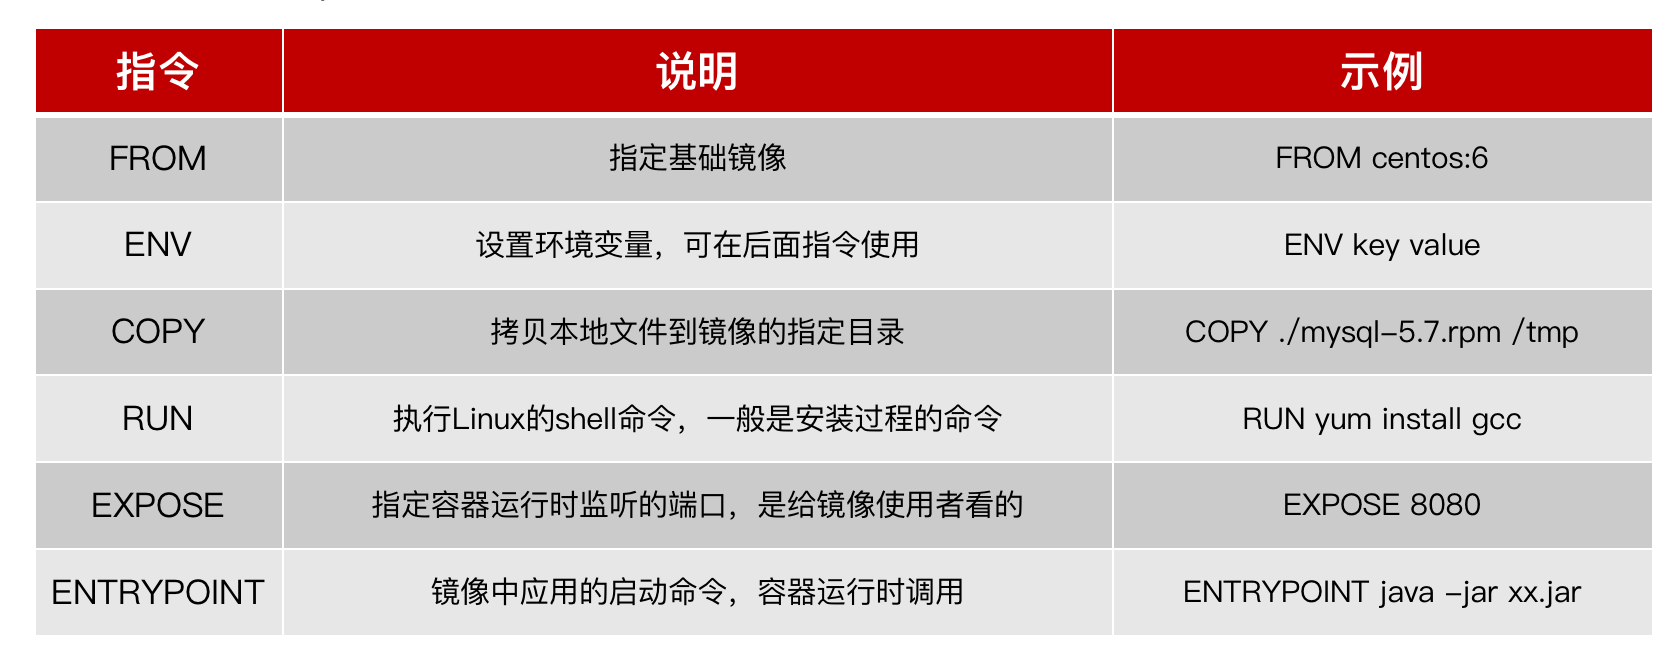 指令 说明 示例
FROM 指定基础镜像 FROM centos:6
ENV 设置环境变量，可在后面指令使用 ENV key value
COPY 拷贝本地文件到镜像的指定目录 COPY ./mysql-5.7.rpm /tmp
RUN 执行Linux的shell命令，一般是安装过程的命令 RUN yum install gcc
EXPOSE 指定容器运行时监听的端口，是给镜像使用者看的 EXPOSE 8080
ENTRYPOINT 镜像中应用的启动命令，容器运行时调用 ENTRYPOINT java -jar xx.jar